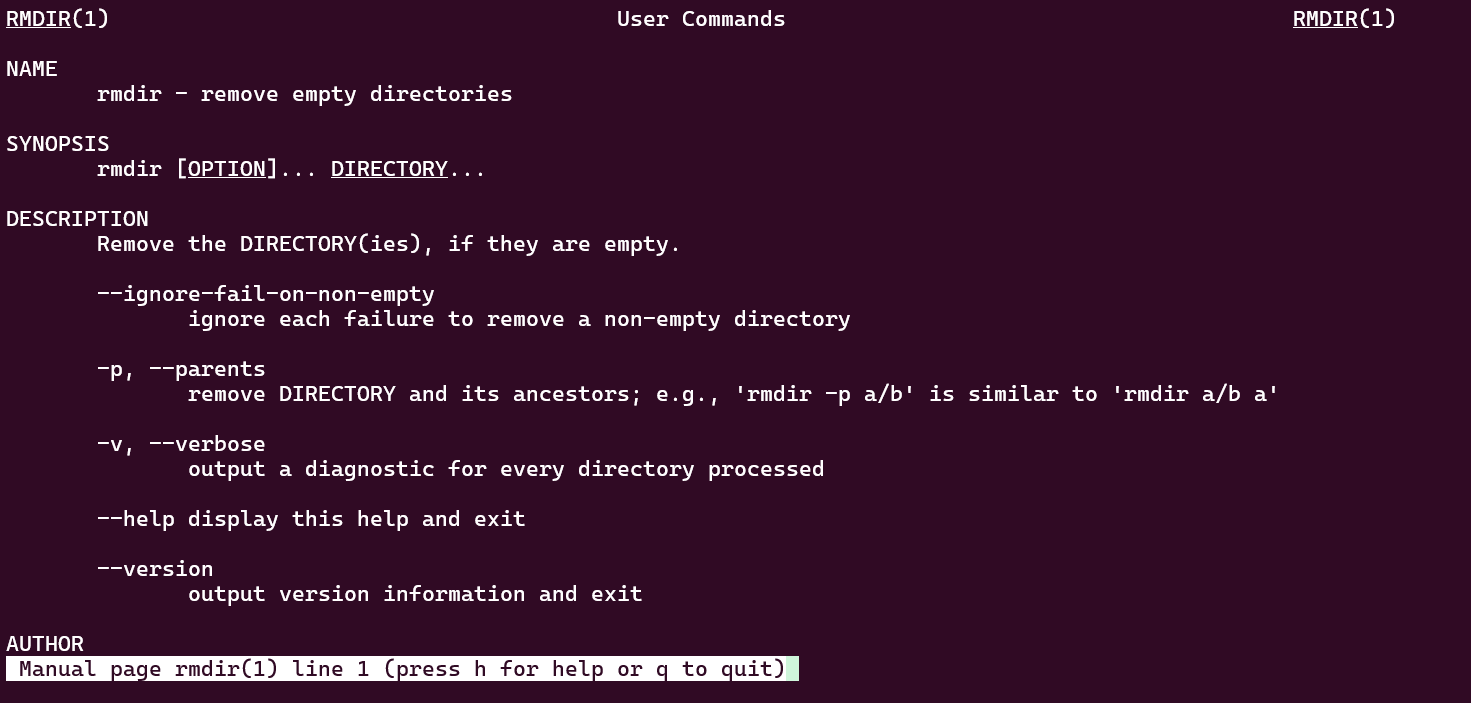 RMDIR(1) User Commands RMDIR(1)
NAME
rmdir - remove empty directories
SYNOPSIS
rmdir [OPTION]... DIRECTORY...
DESCRIPTION
Remove the DIRECTORY(ies), if they are empty.
--ignore-fail-on-non-empty
ignore each failure to remove a non-empty directory
-p, --parents
remove DIRECTORY and its ancestors; e.g., 'rmdir -p a/b' is similar to 'rmdir a/b a'
-v, --verbose
output a diagnostic for every directory processed
--help display this help and exit
--version
output version information and exit
AUTHOR
Manual page rmdir(1) line 1 (press h for help or q to quit)